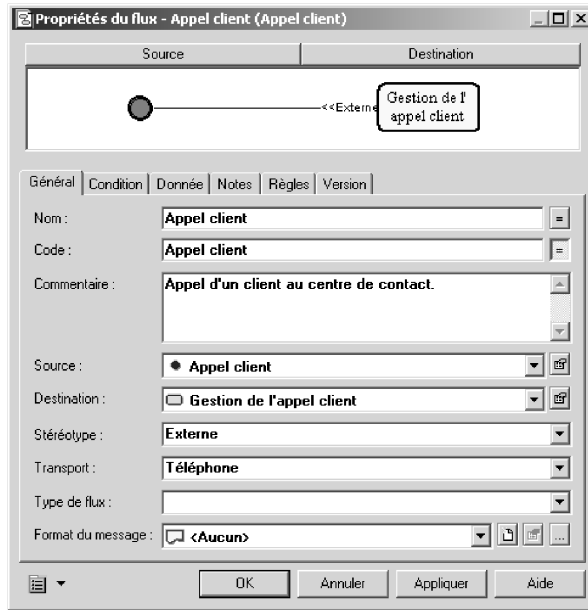 Propriétés du flux - Appel client (Appel client)
Source
Destination
<<Externe
Gestion de l'
appel client
Général
Condition
Donnée
Notes
Règles
Version
Nom :
Appel client
=
Code :
Appel client
=
Commentaire :
Appel d'un client au centre de contact.
Source :
Appel client
Destination :
Gestion de l'appel client
Stéréotype :
Externe
Transport :
Téléphone
Type de flux :
Format du message :
<Aucun>
...
OK
Annuler
Appliquer
Aide